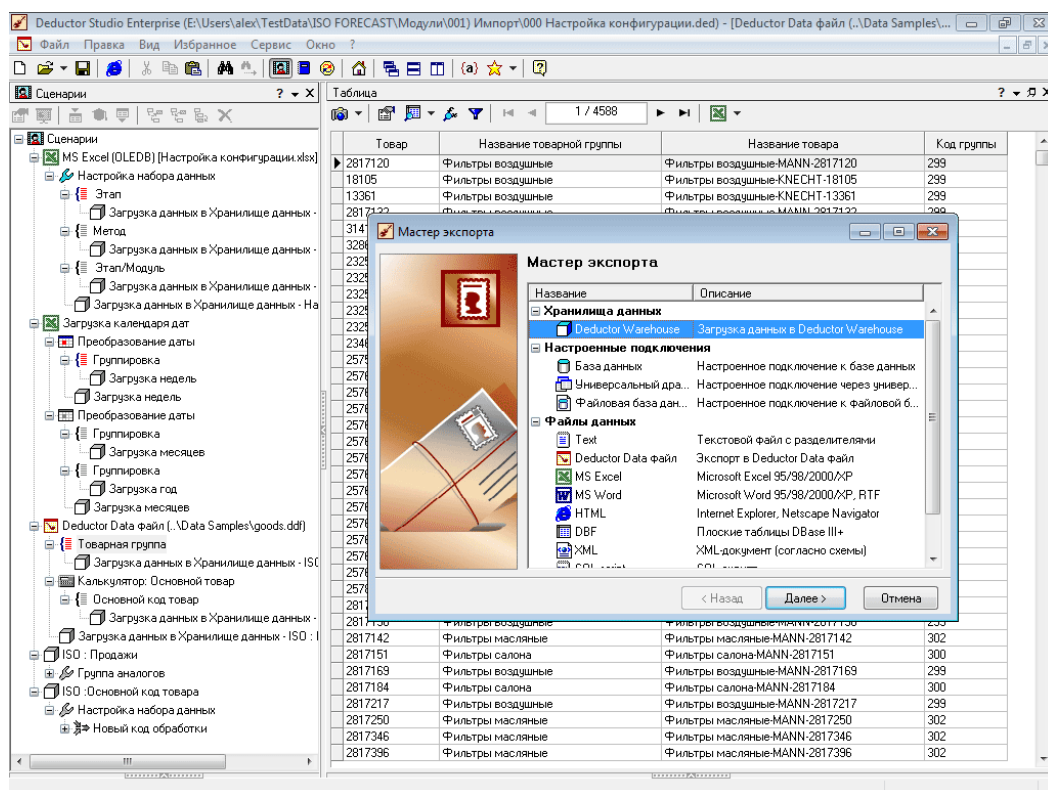 Deductor Studio Enterprise (E:\Users\alex\TestData\ISO FORECAST\Модули\001) Импорт\000 Настройка конфигурации.ded) - [Deductor Data файл (..\Data Samples\...
Файл Правка Вид Избранное Сервис Окно ?
Сценарии
Сценарии
MS Excel (OLEDB) [Настройка конфигурации.xlsx]
Настройка набора данных
Этап
Загрузка данных в Хранилище данных -
Метод
Загрузка данных в Хранилище данных -
Этап/Модуль
Загрузка данных в Хранилище данных -
Загрузка данных в Хранилище данных - На
Загрузка календаря дат
Преобразование даты
Группировка
Загрузка недель
Загрузка недель
Преобразование даты
Группировка
Загрузка месяцев
Группировка
Загрузка год
Загрузка месяцев
Deductor Data файл (..\Data Samples\goods.ddf)
Товарная группа
Загрузка данных в Хранилище данных - ISO
Калькулятор: Основной товар
Основной код товар
Загрузка данных в Хранилище данных -
Загрузка данных в Хранилище данных - ISO : I
ISO : Продажи
Группа аналогов
ISO :Основной код товара
Настройка набора данных
Новый код обработки
Таблица
1 / 4588
Товар Название товарной группы Название товара Код группы
2817120 Фильтры воздушные Фильтры воздушные-MANN-2817120 299
18105 Фильтры воздушные Фильтры воздушные-KNECHT-18105 299
13361 Фильтры воздушные Фильтры воздушные-KNECHT-13361 299
2817132 Фильтры воздушные Фильтры воздушные-MANN-2817132 299
Мастер экспорта
Мастер экспорта
Название Описание
Хранилища данных
Deductor Warehouse Загрузка данных в Deductor Warehouse
Настроенные подключения
База данных Настроенное подключение к базе данных
Универсальный дра... Настроенное подключение через универ...
Файловая база дан... Настроенное подключение к файловой б...
Файлы данных
Text Текстовой файл с разделителями
Deductor Data файл Экспорт в Deductor Data файл
MS Excel Microsoft Excel 95/98/2000/XP
MS Word Microsoft Word 95/98/2000/XP, RTF
HTML Internet Explorer, Netscape Navigator
DBF Плоские таблицы DBase III+
XML XML-документ (согласно схемы)
< Назад Далее > Отмена
2817142 Фильтры масляные Фильтры масляные-MANN-2817142 302
2817151 Фильтры салона Фильтры салона-MANN-2817151 300
2817169 Фильтры воздушные Фильтры воздушные-MANN-2817169 299
2817184 Фильтры салона Фильтры салона-MANN-2817184 300
2817217 Фильтры воздушные Фильтры воздушные-MANN-2817217 299
2817250 Фильтры масляные Фильтры масляные-MANN-2817250 302
2817346 Фильтры масляные Фильтры масляные-MANN-2817346 302
2817396 Фильтры масляные Фильтры масляные-MANN-2817396 302